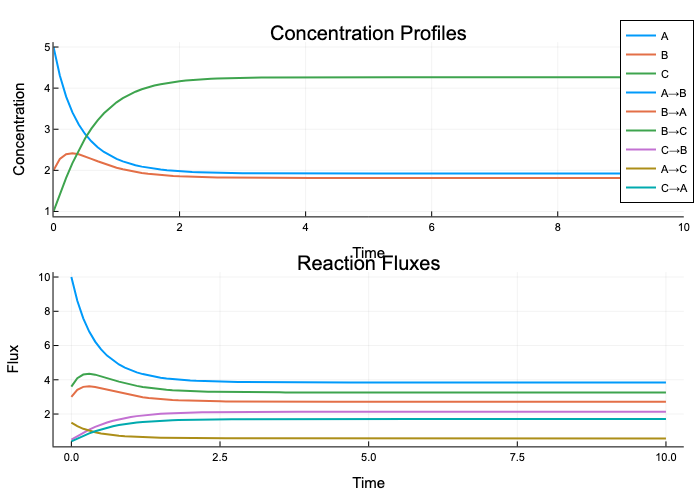 Concentration Profiles
Concentration
5
4
3
2
1
0
2
4
6
8
10
Time
A
B
C
A→B
B→A
B→C
C→B
A→C
C→A
Reaction Fluxes
Flux
10
8
6
4
2
0.0
2.5
5.0
7.5
10.0
Time